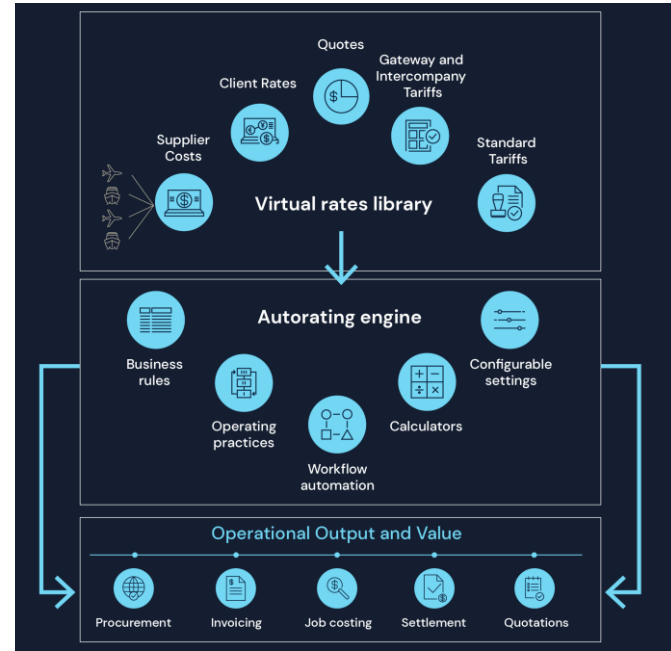 Quotes
Client Rates
Gateway and
Intercompany
Tariffs
Supplier
Costs
Standard
Tariffs
Virtual rates library
Autorating engine
Business
rules
Configurable
settings
Operating
practices
Calculators
Workflow
automation
Operational Output and Value
Procurement
Invoicing
Job costing
Settlement
Quotations